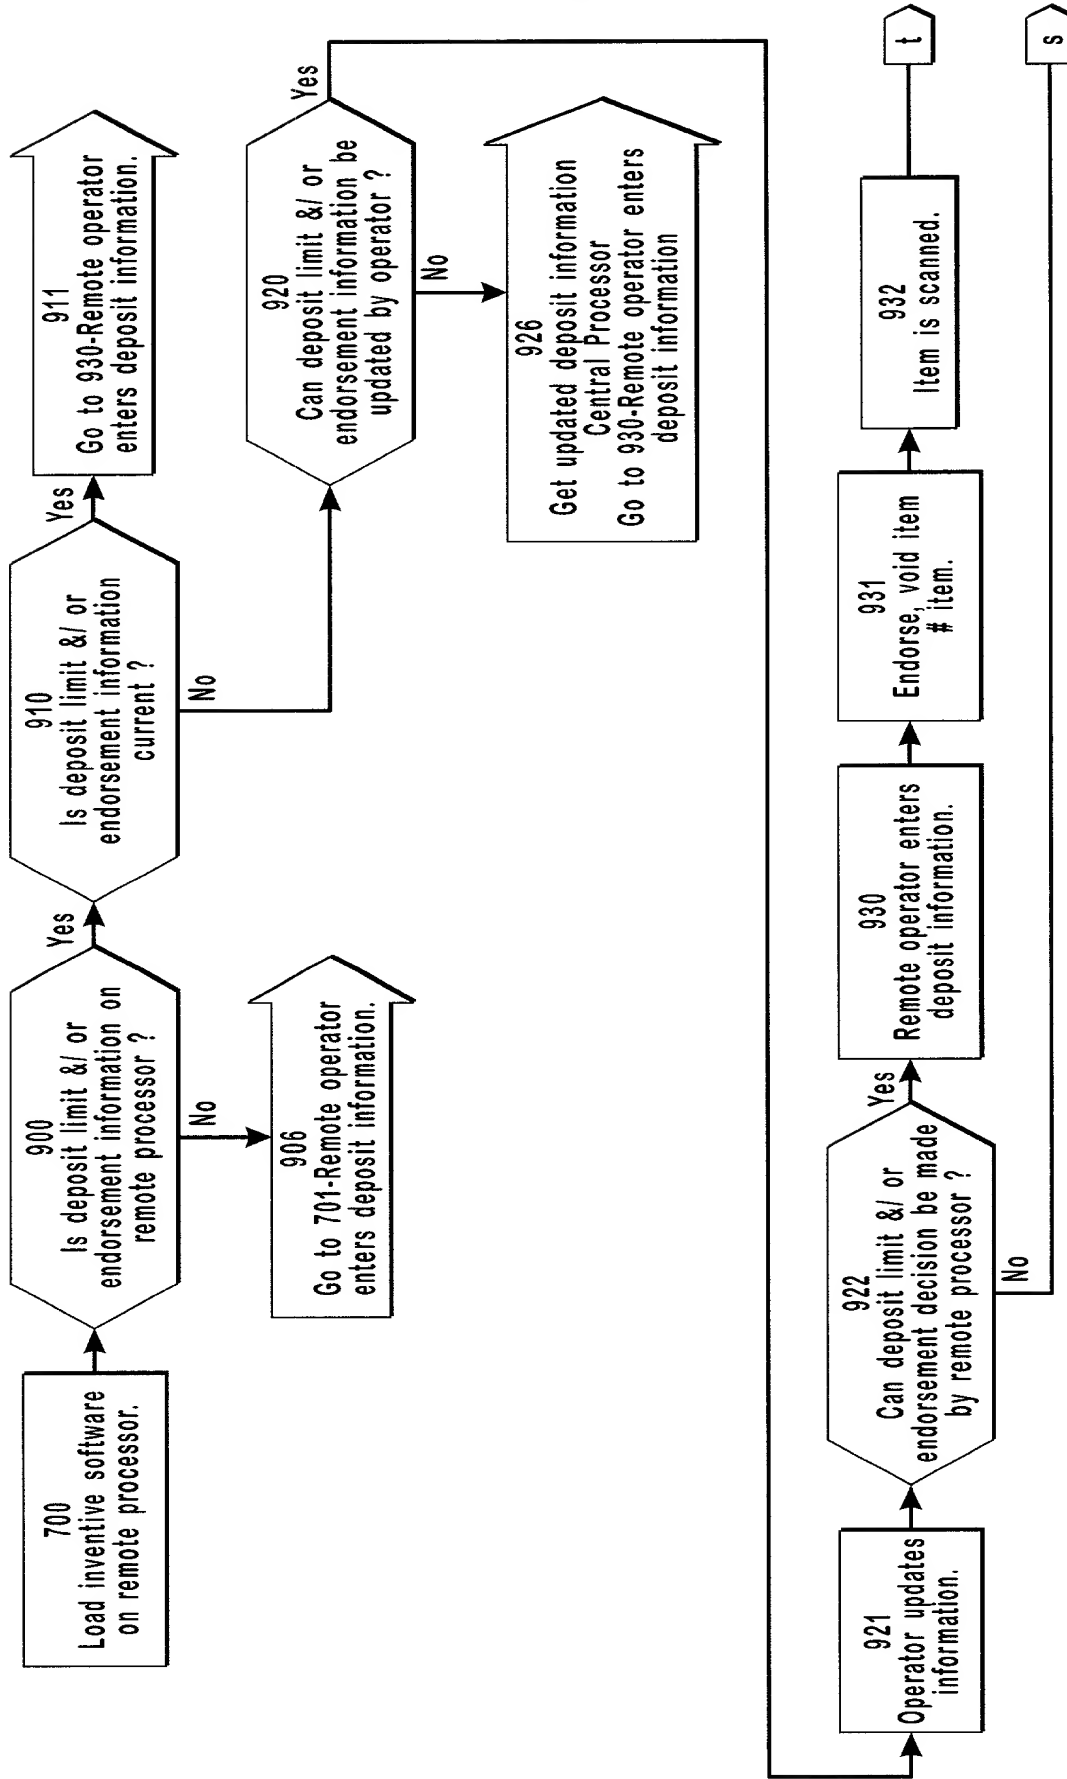 700
Load inventive software
on remote processor.
900
Is deposit limit &/ or
endorsement information on
remote processor ?
Yes
No
906
Go to 701-Remote operator
enters deposit information.
910
Is deposit limit &/ or
endorsement information
current ?
Yes
No
911
Go to 930-Remote operator
enters deposit information.
920
Can deposit limit &/ or
endorsement information be
updated by operator ?
Yes
No
926
Get updated deposit information
Central Processor
Go to 930-Remote operator enters
deposit information
921
Operator updates
information.
922
Can deposit limit &/ or
endorsement decision be made
by remote processor ?
Yes
No
930
Remote operator enters
deposit information.
931
Endorse, void item
# item.
932
Item is scanned.
t
s